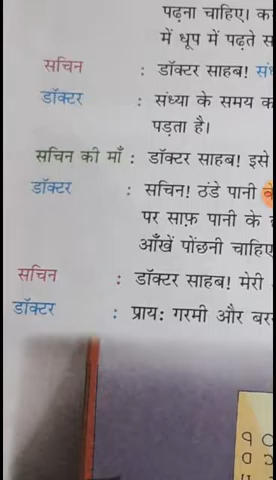 पढ़ना चाहिए।
में धूप में पढ़ते
सचिन : डॉक्टर साहब!
डॉक्टर : संध्या के समय
पड़ता है।
सचिन की माँ : डॉक्टर साहब! इसे
डॉक्टर : सचिन! ठंडे पानी
पर साफ़ पानी के
आँखें पोंछनी चाहिए
सचिन : डॉक्टर साहब! मेरी
डॉक्टर : प्रायः गरमी और